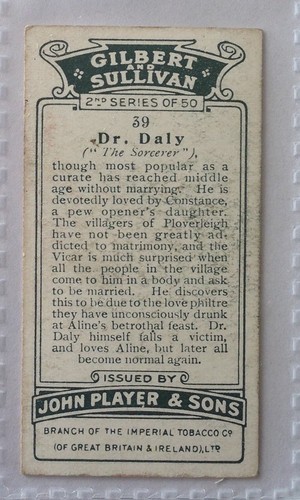 GILBERT
AND
SULLIVAN
2ND SERIES OF 50
39
Dr. Daly
("The Sorcerer"),
though most popular as a
curate has reached middle
age without marrying. He is
devotedly loved by Constance,
a pew opener's daughter.
The villagers of Ploverleigh
have not been greatly ad-
dicted to matrimony, and the
Vicar is much surprised when
all the people in the village
come to him in a body and ask
to be married. He discovers
this to be due to the love philtre
they have unconsciously drunk
at Aline's betrothal feast. Dr.
Daly himself falls a victim,
and loves Aline, but later all
become normal again.
ISSUED BY
JOHN PLAYER & SONS
BRANCH OF THE IMPERIAL TOBACCO CO
(OF GREAT BRITAIN & IRELAND), LTD